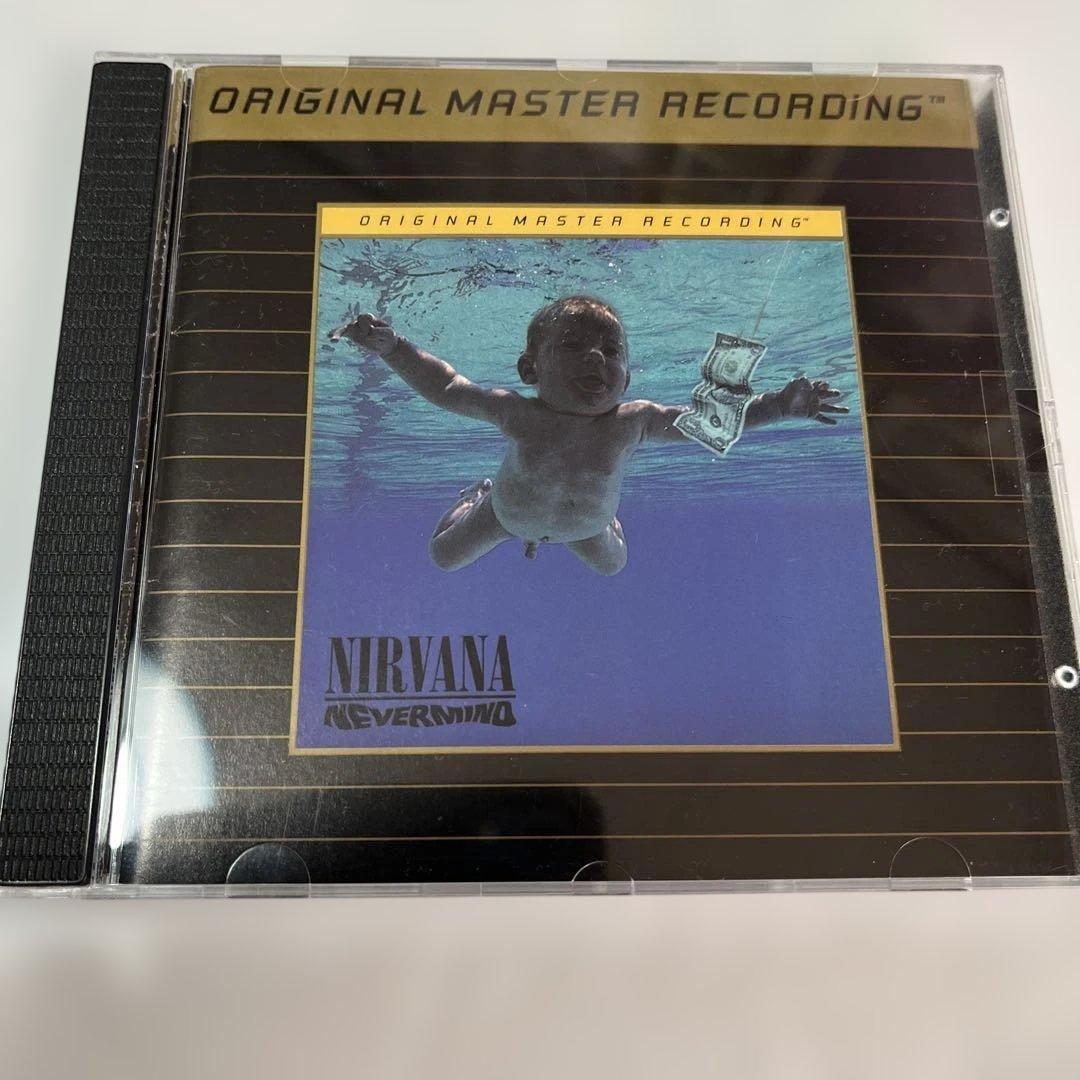 ORIGINAL MASTER RECORDING™
ORIGINAL MASTER RECORDING™
NIRVANA
NEVERMIND